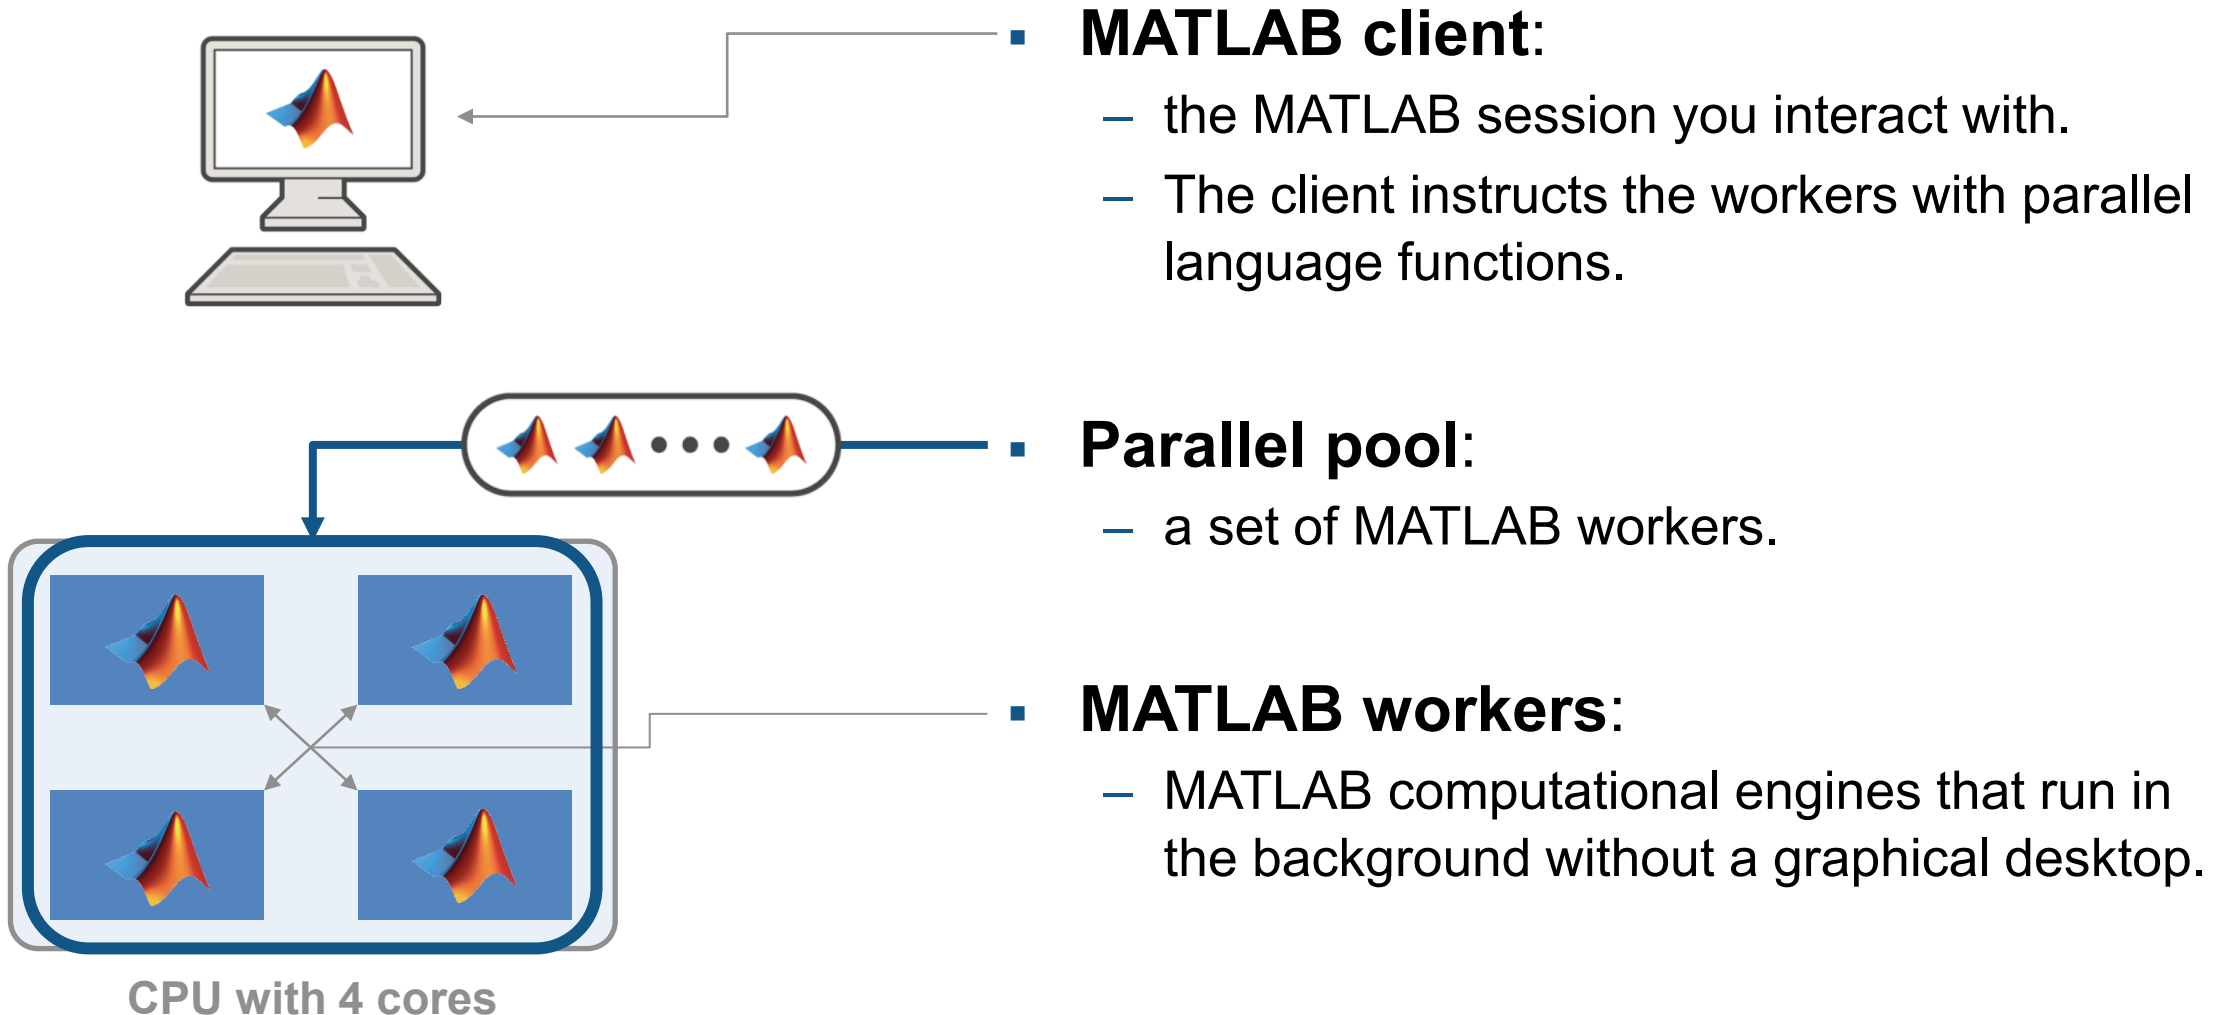 ▪ MATLAB client:
– the MATLAB session you interact with.
– The client instructs the workers with parallel
language functions.
▪ Parallel pool:
– a set of MATLAB workers.
▪ MATLAB workers:
– MATLAB computational engines that run in
the background without a graphical desktop.
CPU with 4 cores